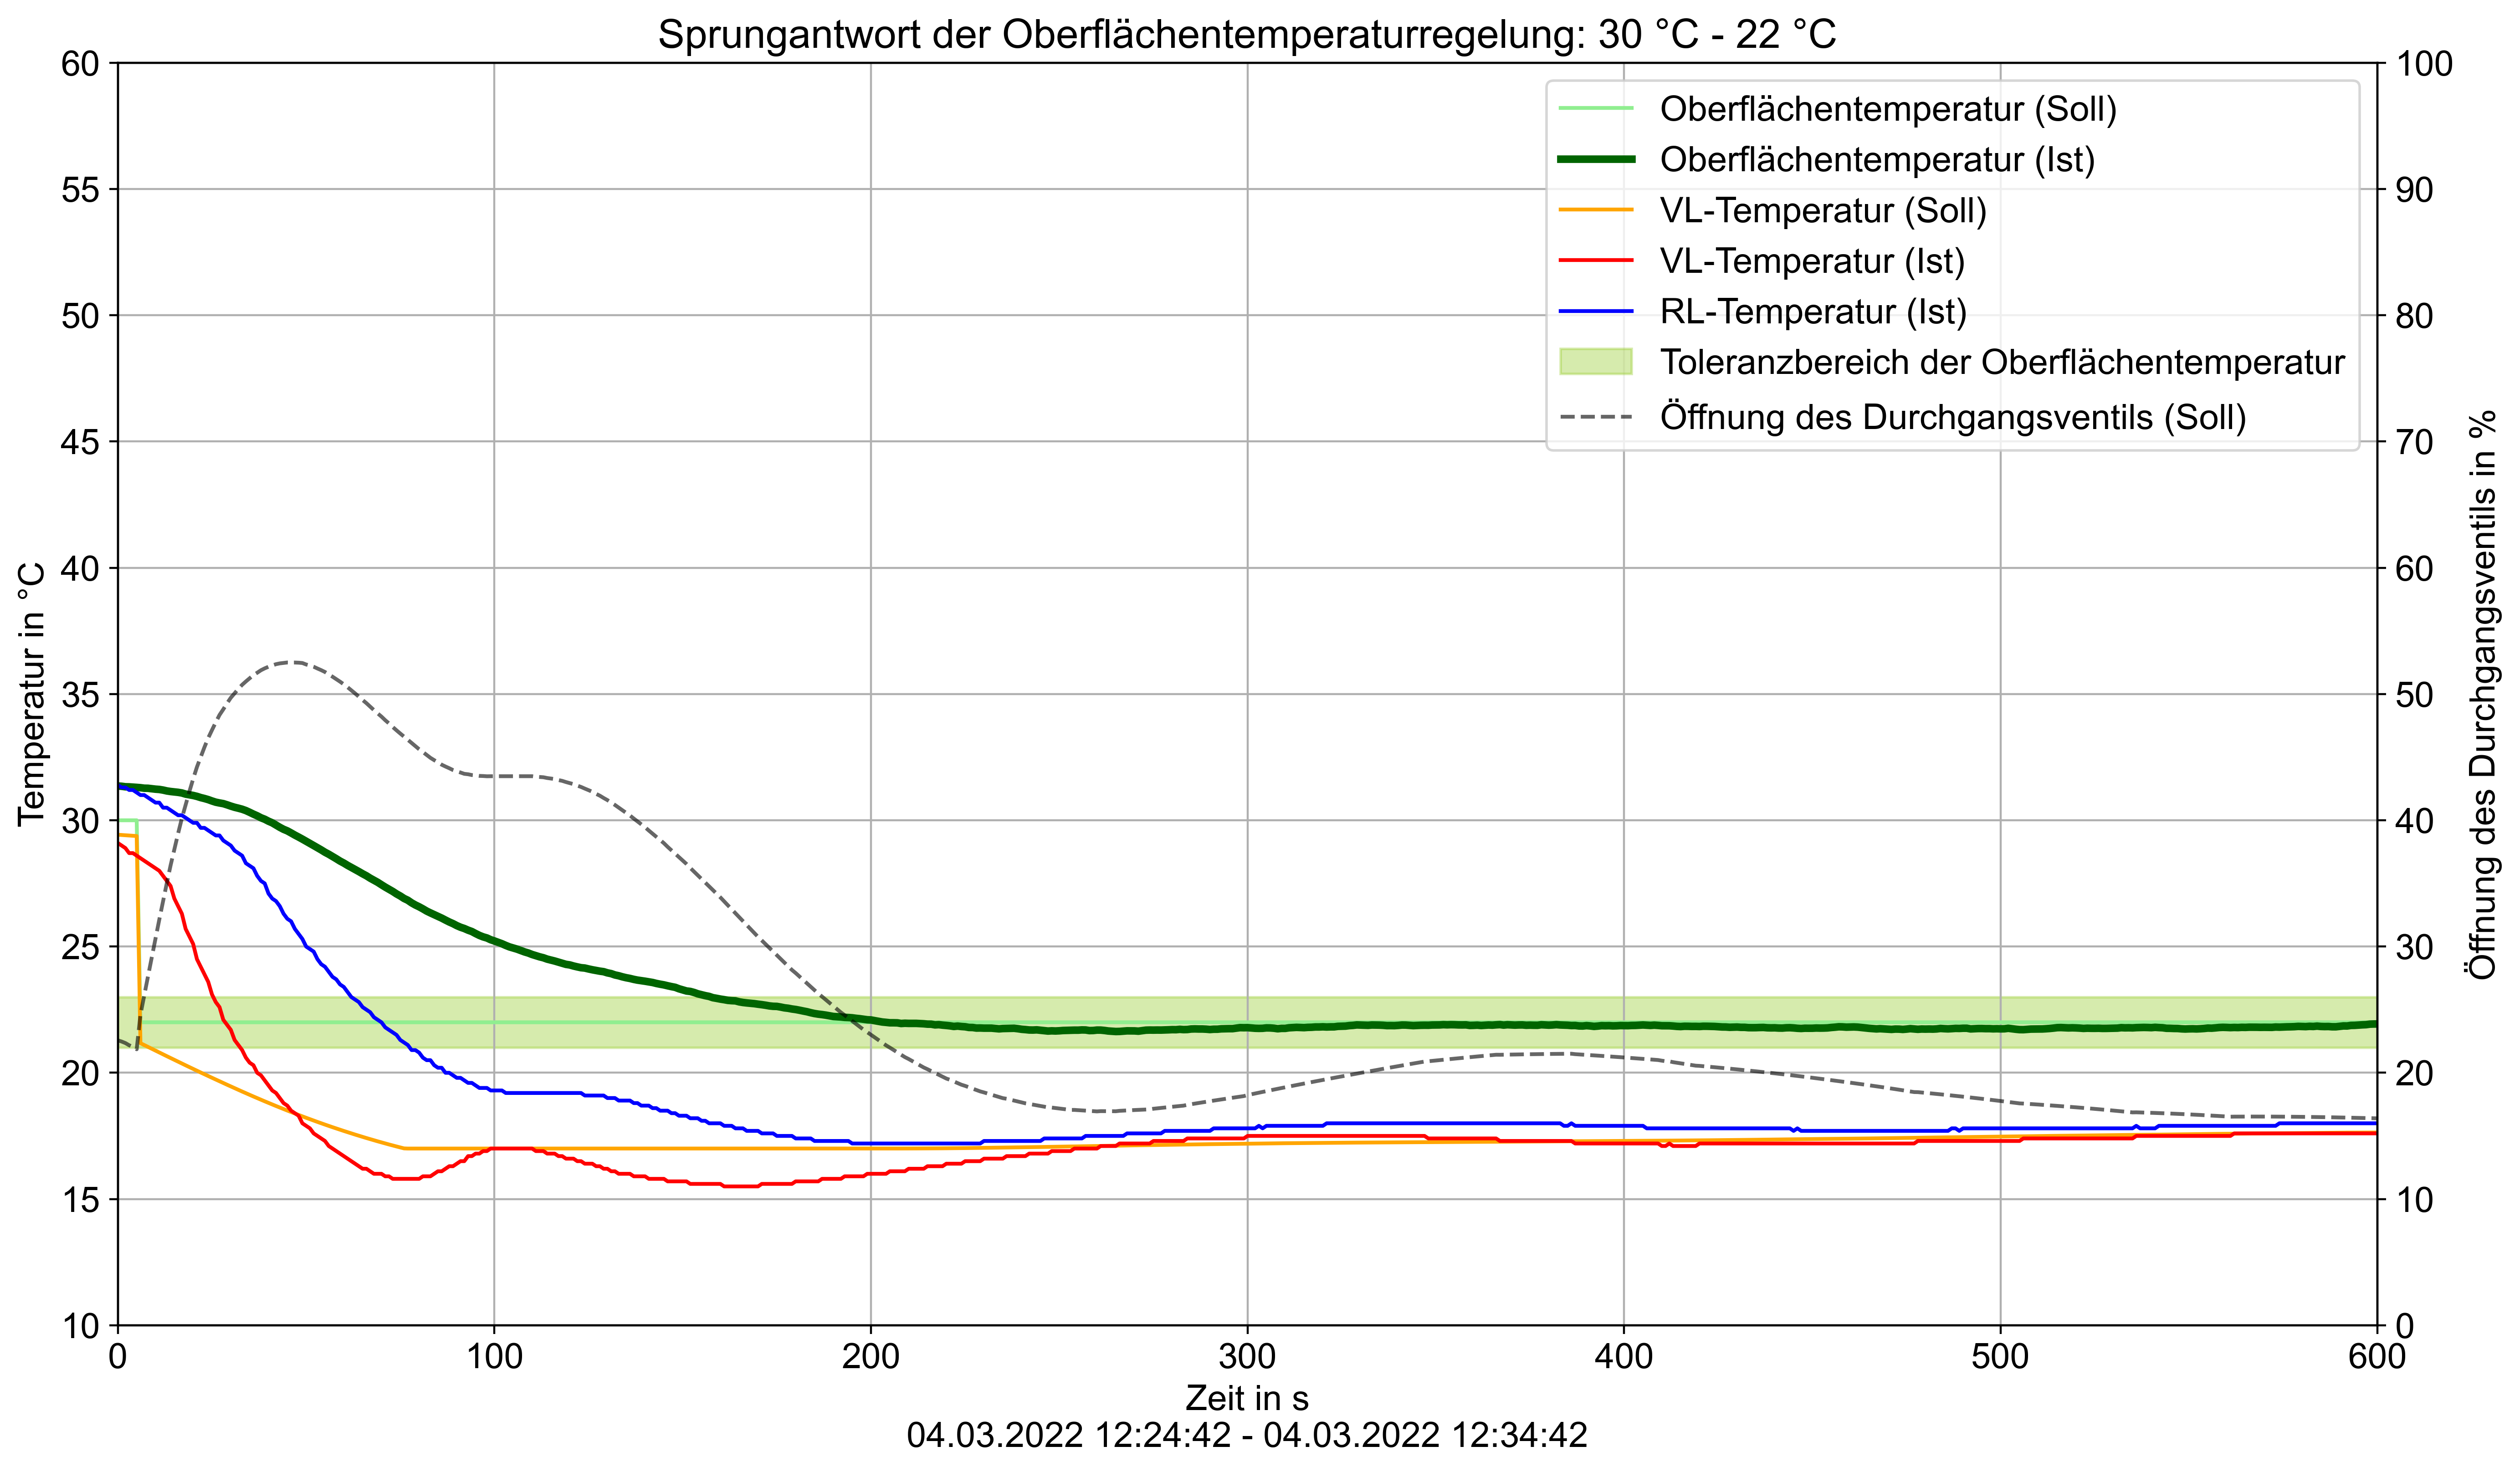 Sprungantwort der Oberflächentemperaturregelung: 30 °C - 22 °C
60
55
50
45
40
35
30
25
20
15
10
Temperatur in °C
Oberflächentemperatur (Soll)
Oberflächentemperatur (Ist)
VL-Temperatur (Soll)
VL-Temperatur (Ist)
RL-Temperatur (Ist)
Toleranzbereich der Oberflächentemperatur
Öffnung des Durchgangsventils (Soll)
100
90
80
70
60
50
40
30
20
10
0
Öffnung des Durchgangsventils in %
0 100 200 300 400 500 600
Zeit in s
04.03.2022 12:24:42 - 04.03.2022 12:34:42